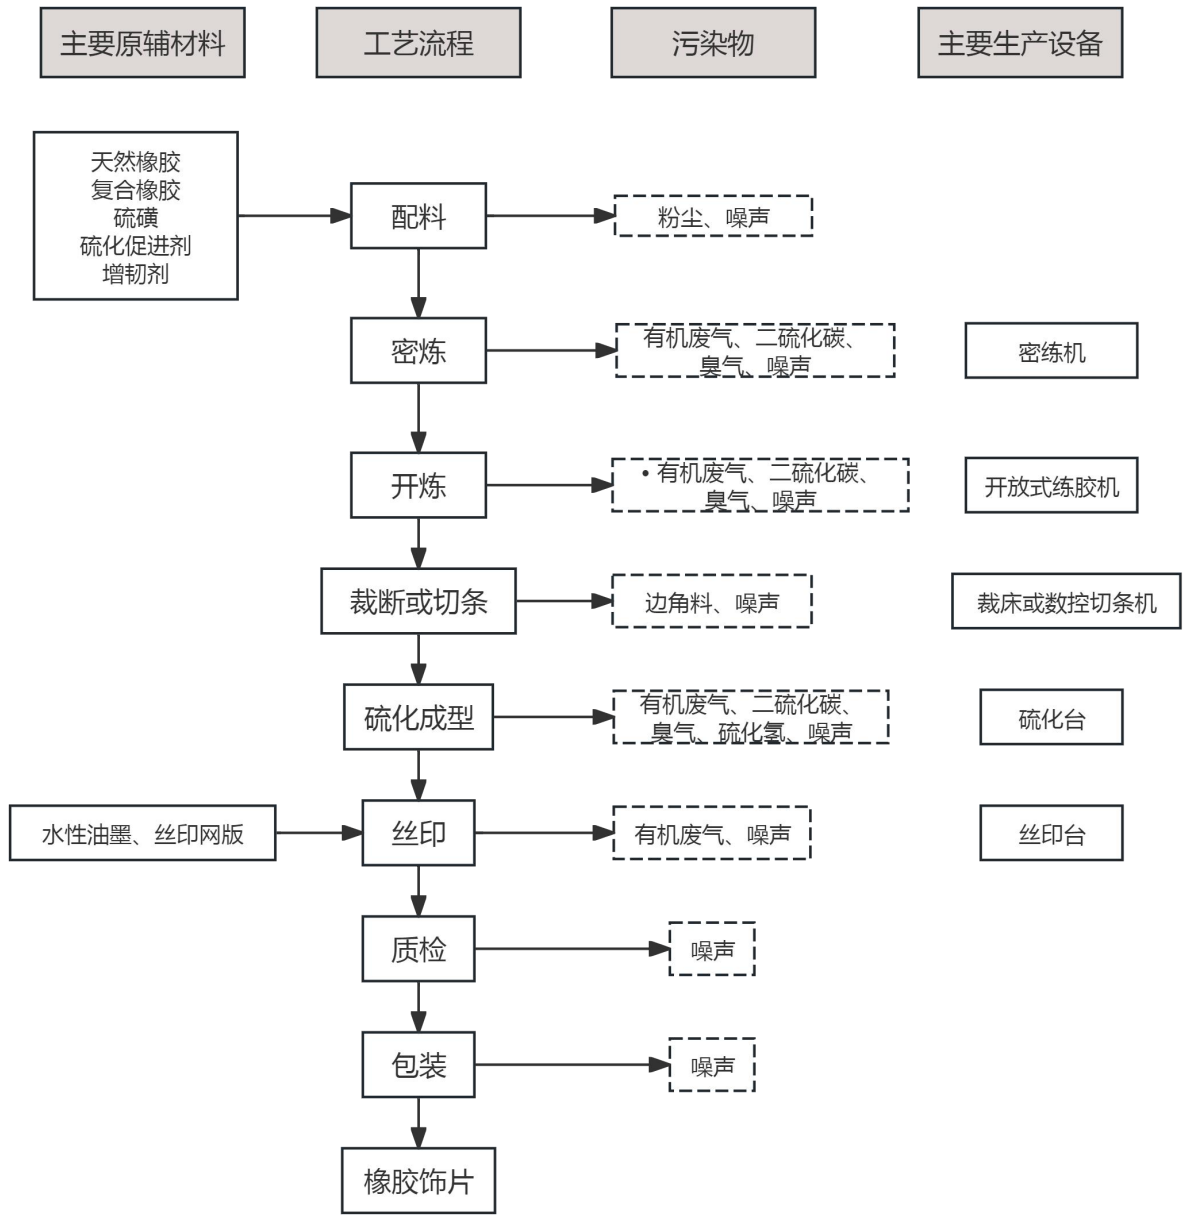 主要原辅材料
工艺流程
污染物
主要生产设备
天然橡胶
复合橡胶
硫磺
硫化促进剂
增韧剂
配料
粉尘、噪声
密炼
有机废气、二硫化碳、
臭气、噪声
密练机
开炼
• 有机废气、二硫化碳、
臭气、噪声
开放式练胶机
裁断或切条
边角料、噪声
裁床或数控切条机
硫化成型
有机废气、二硫化碳、
臭气、硫化氢、噪声
硫化台
水性油墨、丝印网版
丝印
有机废气、噪声
丝印台
质检
噪声
包装
噪声
橡胶饰片